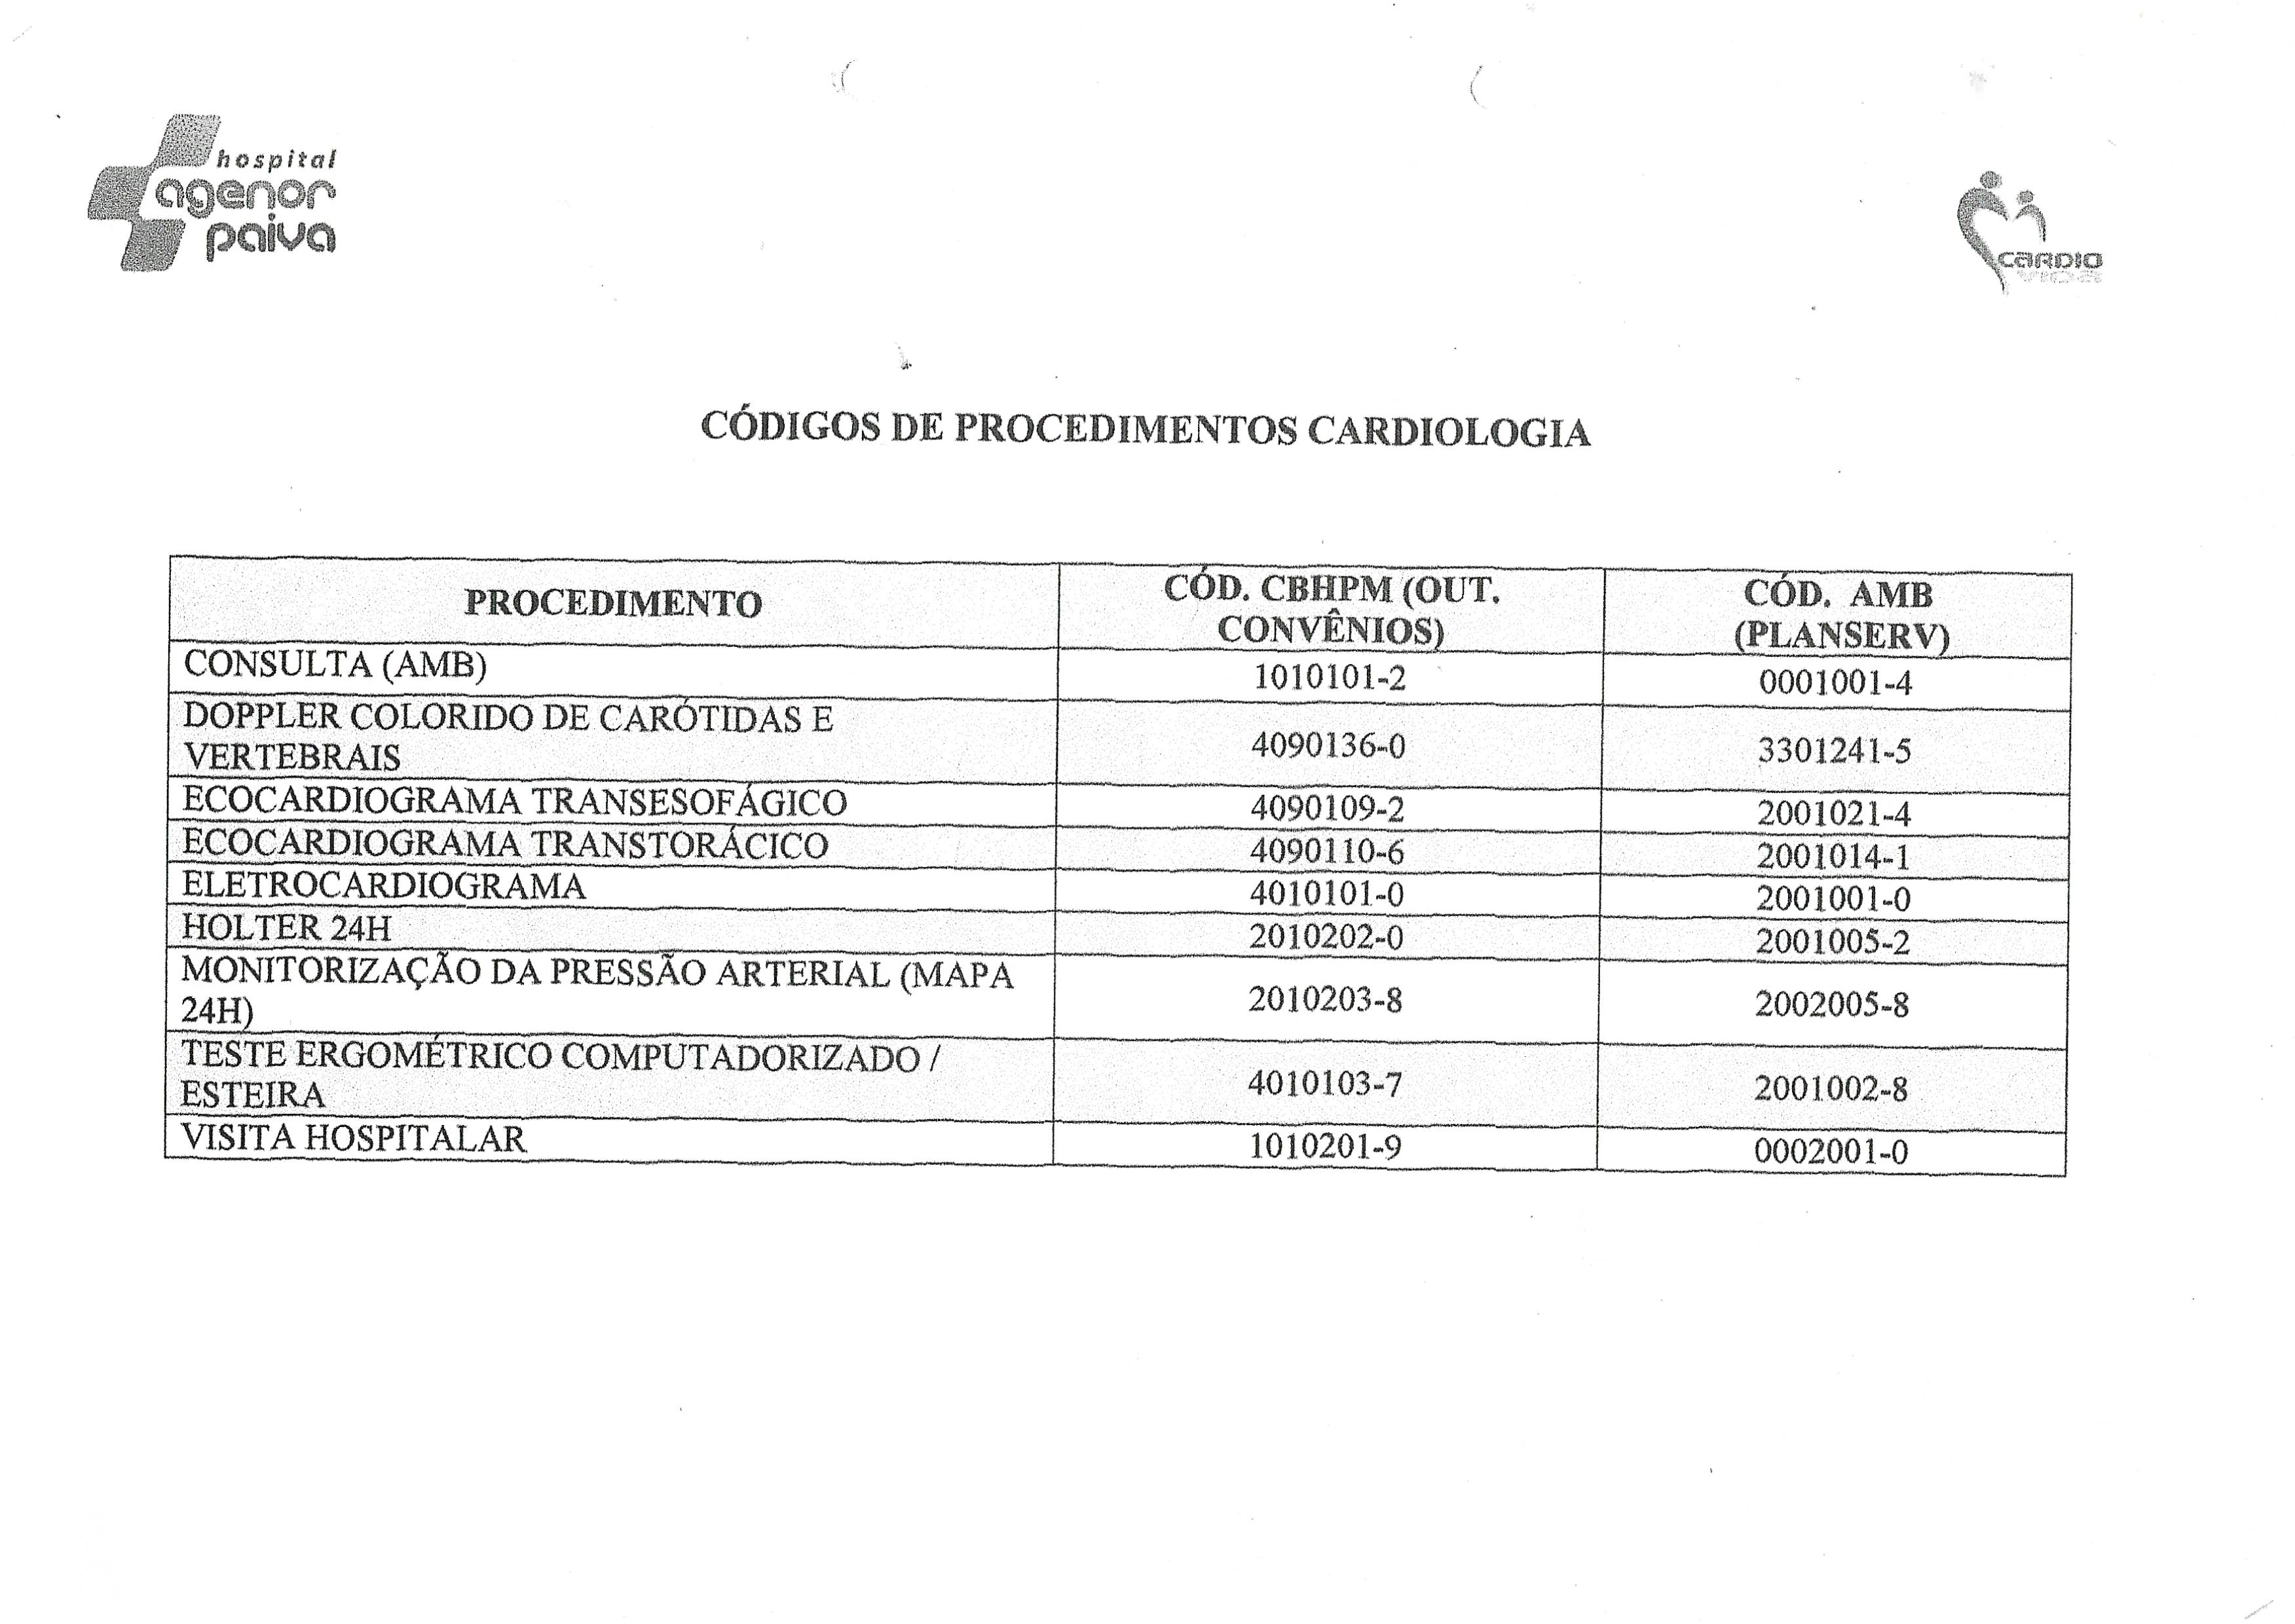 hospital
agenor
paiva
CARDIO
VIDA
CÓDIGOS DE PROCEDIMENTOS CARDIOLOGIA
PROCEDIMENTO
CÓD. CBHPM (OUT.
CONVÊNIOS)
CÓD. AMB
(PLANSERV)
CONSULTA (AMB)
1010101-2
0001001-4
DOPPLER COLORIDO DE CARÓTIDAS E
VERTEBRAIS
4090136-0
3301241-5
ECOCARDIOGRAMA TRANSESOFÁGICO
4090109-2
2001021-4
ECOCARDIOGRAMA TRANSTORÁCICO
4090110-6
2001014-1
ELETROCARDIOGRAMA
4010101-0
2001001-0
HOLTER 24H
2010202-0
2001005-2
MONITORIZAÇÃO DA PRESSÃO ARTERIAL (MAPA
24H)
2010203-8
2002005-8
TESTE ERGOMÉTRICO COMPUTADORIZADO /
ESTEIRA
4010103-7
2001002-8
VISITA HOSPITALAR
1010201-9
0002001-0